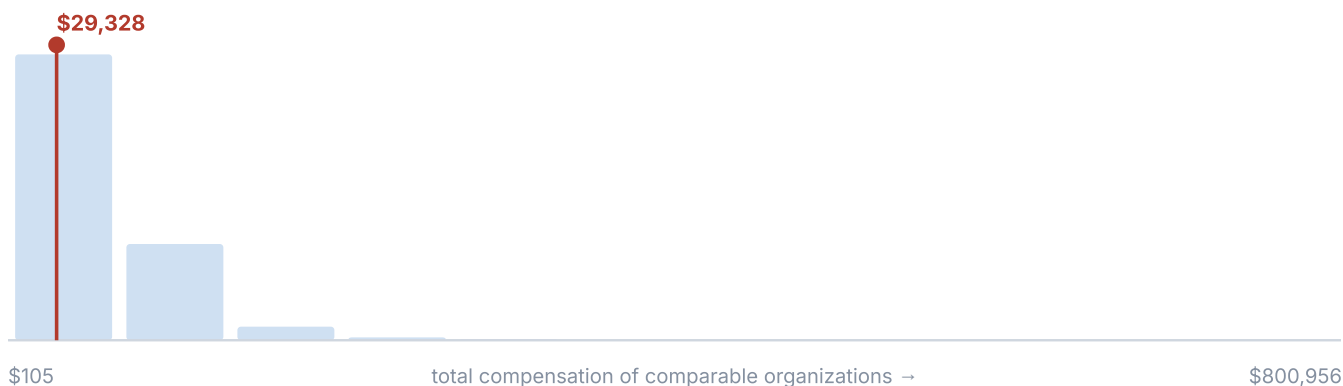 $29,328
$105 total compensation of comparable organizations → $800,956